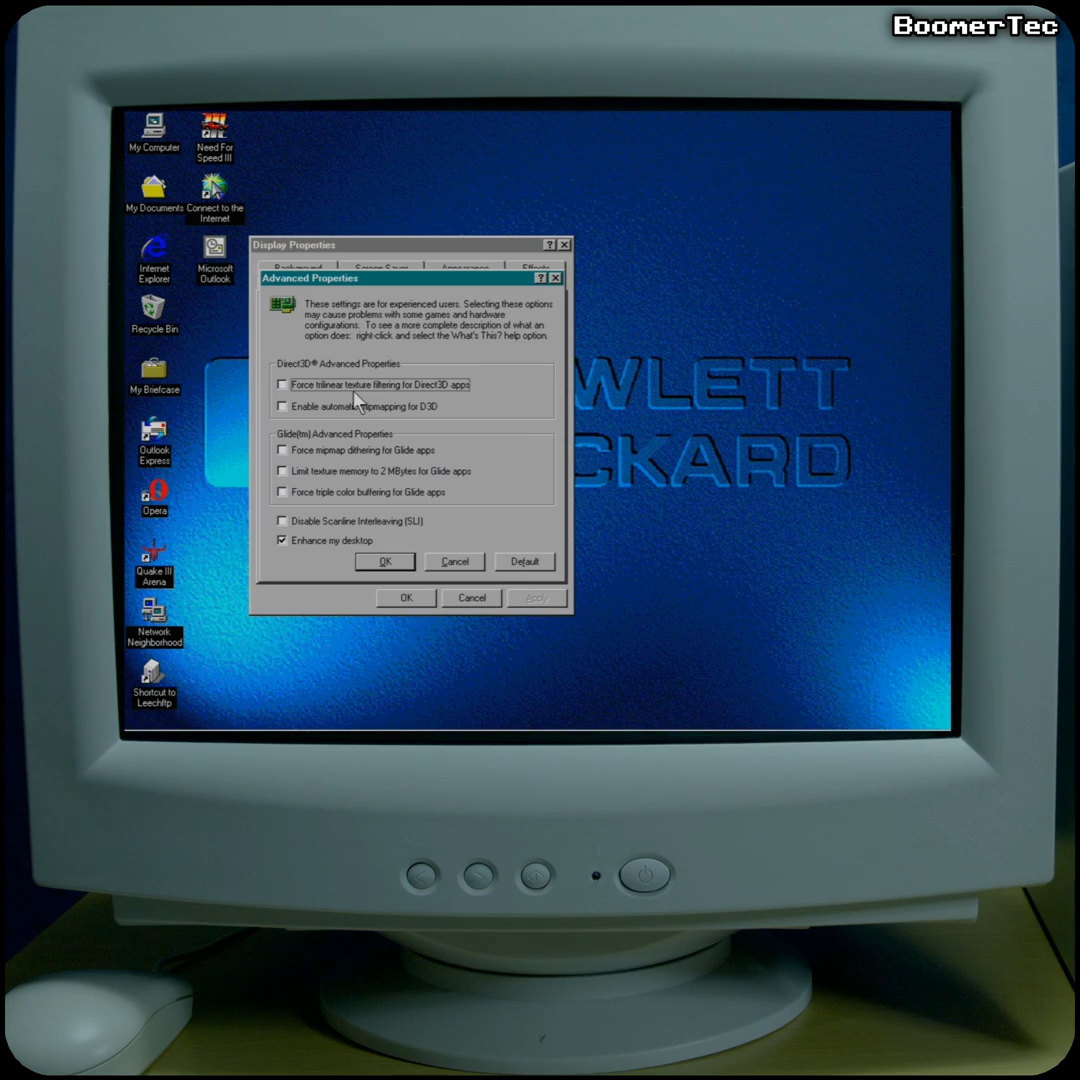 BoomerTec
My Computer
Need For
Speed III
My Documents
Connect to the
Internet
Internet
Explorer
Microsoft
Outlook
Recycle Bin
My Briefcase
Outlook
Express
Opera
Quake III
Arena
Network
Neighborhood
Shortcut to
Leechftp
Display Properties
Background
Screen Saver
Appearance
Effects
Advanced Properties
These settings are for experienced users. Selecting these options
may cause problems with some games and hardware
configurations. To see a more complete description of what an
option does: right-click and select the What's This? help option.
Direct3D® Advanced Properties
Force trilinear texture filtering for Direct3D apps
Enable automatic mipmapping for D3D
Glide(tm) Advanced Properties
Force mipmap dithering for Glide apps
Limit texture memory to 2 MBytes for Glide apps
Force triple color buffering for Glide apps
Disable Scanline Interleaving (SLI)
Enhance my desktop
OK
Cancel
Default
OK
Cancel
Apply
WLETT
CKARD